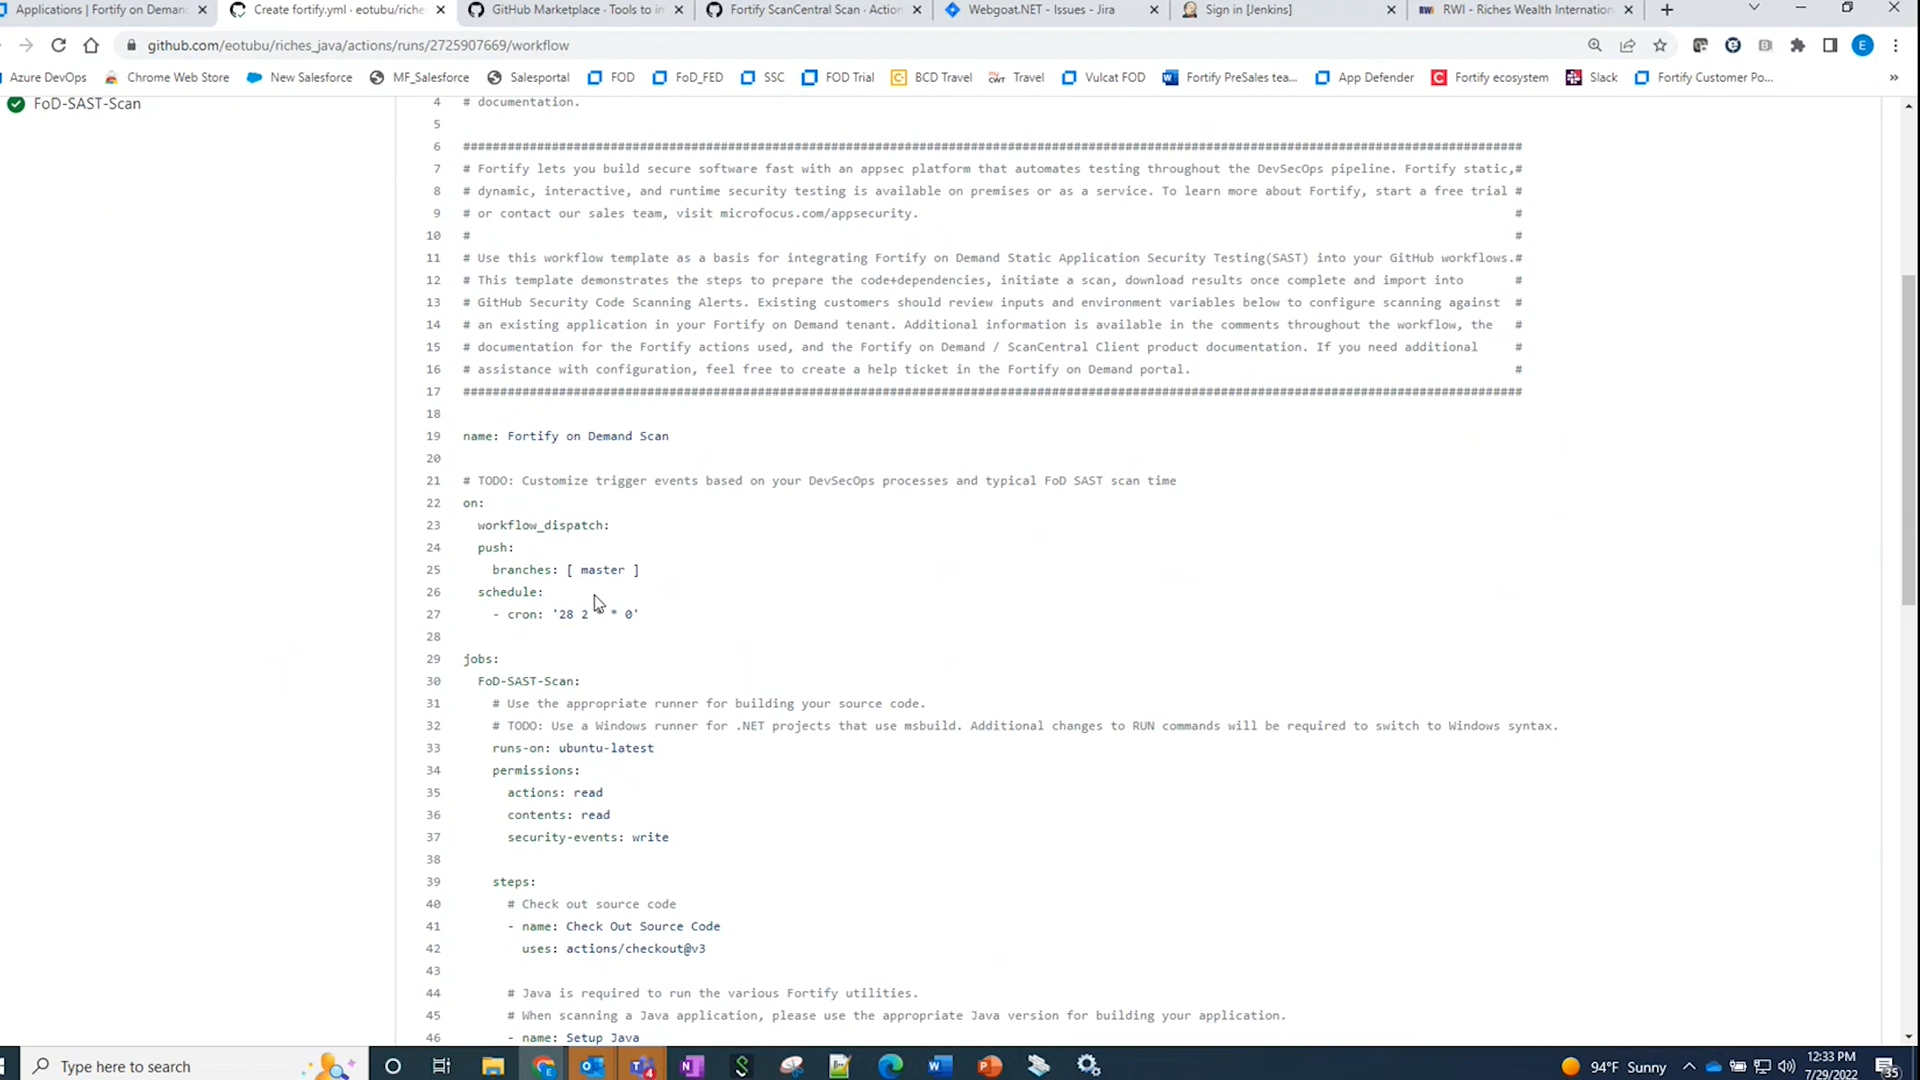 Applications | Fortify on Deman
Create fortify.yml · eotubu/riche
GitHub Marketplace · Tools to i
Fortify ScanCentral Scan · Action
Webgoat.NET - Issues - Jira
Sign in [Jenkins]
RWI - Riches Wealth Internation
github.com/eotubu/riches_java/actions/runs/2725907669/workflow
E
Azure DevOps
Chrome Web Store
New Salesforce
MF_Salesforce
Salesportal
FOD
FoD_FED
SSC
FOD Trial
BCD Travel
Travel
Vulcat FOD
Fortify PreSales tea...
App Defender
Fortify ecosystem
Slack
Fortify Customer Po...
»
FoD-SAST-Scan
4 # documentation.
5
6 ################################################################################################################################################
7 # Fortify lets you build secure software fast with an appsec platform that automates testing throughout the DevSecOps pipeline. Fortify static,#
8 # dynamic, interactive, and runtime security testing is available on premises or as a service. To learn more about Fortify, start a free trial #
9 # or contact our sales team, visit microfocus.com/appsecurity. #
10 # #
11 # Use this workflow template as a basis for integrating Fortify on Demand Static Application Security Testing(SAST) into your GitHub workflows.#
12 # This template demonstrates the steps to prepare the code+dependencies, initiate a scan, download results once complete and import into #
13 # GitHub Security Code Scanning Alerts. Existing customers should review inputs and environment variables below to configure scanning against #
14 # an existing application in your Fortify on Demand tenant. Additional information is available in the comments throughout the workflow, the #
15 # documentation for the Fortify actions used, and the Fortify on Demand / ScanCentral Client product documentation. If you need additional #
16 # assistance with configuration, feel free to create a help ticket in the Fortify on Demand portal. #
17 ################################################################################################################################################
18
19 name: Fortify on Demand Scan
20
21 # TODO: Customize trigger events based on your DevSecOps processes and typical FoD SAST scan time
22 on:
23 workflow_dispatch:
24 push:
25 branches: [ master ]
26 schedule:
27 - cron: '28 2 * * 0'
28
29 jobs:
30 FoD-SAST-Scan:
31 # Use the appropriate runner for building your source code.
32 # TODO: Use a Windows runner for .NET projects that use msbuild. Additional changes to RUN commands will be required to switch to Windows syntax.
33 runs-on: ubuntu-latest
34 permissions:
35 actions: read
36 contents: read
37 security-events: write
38
39 steps:
40 # Check out source code
41 - name: Check Out Source Code
42 uses: actions/checkout@v3
43
44 # Java is required to run the various Fortify utilities.
45 # When scanning a Java application, please use the appropriate Java version for building your application.
46 - name: Setup Java
Type here to search
94°F Sunny
12:33 PM
7/29/2022
35